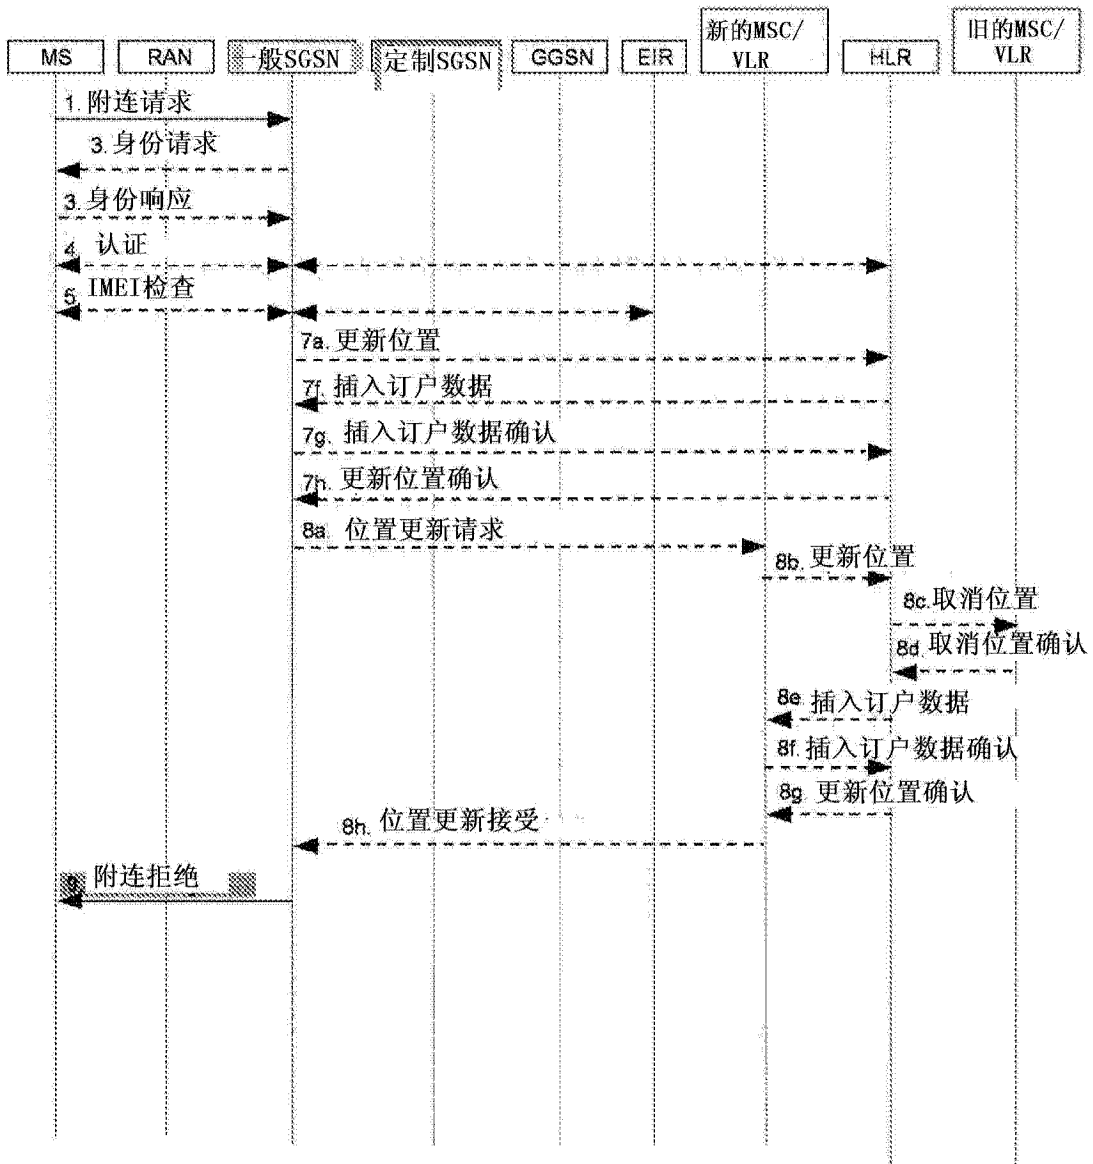 MS
RAN
一般SGSN
定制SGSN
GGSN
EIR
新的MSC/
VLR
HLR
旧的MSC/
VLR
1. 附连请求
3. 身份请求
3. 身份响应
4. 认证
5. IMEI检查
7a. 更新位置
7f. 插入订户数据
7g. 插入订户数据确认
7h. 更新位置确认
8a. 位置更新请求
8b. 更新位置
8c. 取消位置
8d. 取消位置确认
8e 插入订户数据
8f. 插入订户数据确认
8g. 更新位置确认
8h. 位置更新接受
9. 附连拒绝